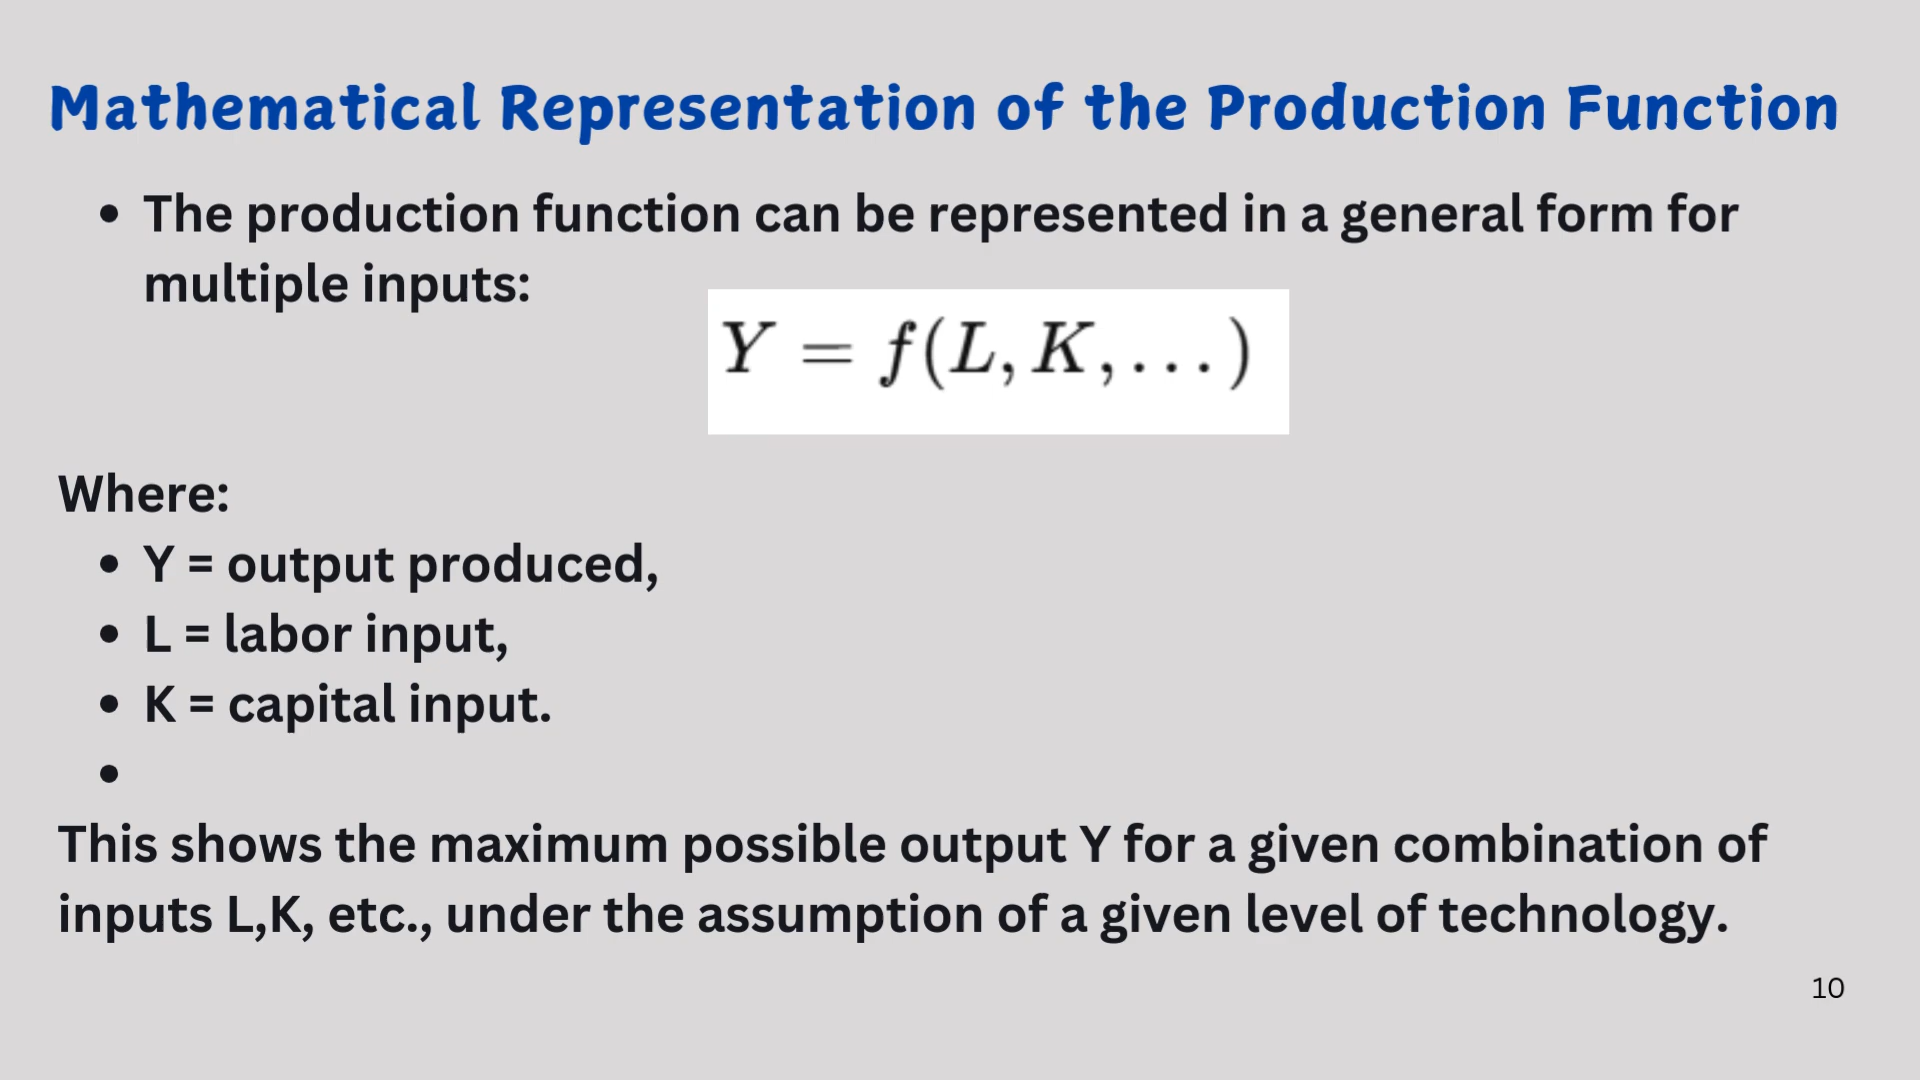 Mathematical Representation of the Production Function
• The production function can be represented in a general form for
multiple inputs:
Y = f(L, K, . . . )
Where:
• Y = output produced,
• L = labor input,
• K = capital input.
•
This shows the maximum possible output Y for a given combination of
inputs L,K, etc., under the assumption of a given level of technology.
10